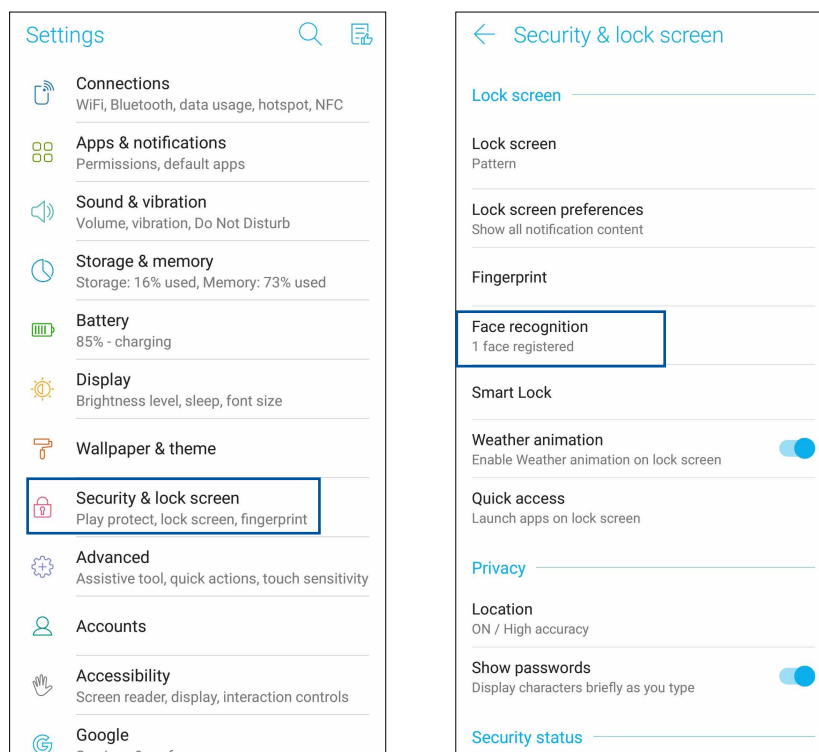 Settings
Connections
WiFi, Bluetooth, data usage, hotspot, NFC
Apps & notifications
Permissions, default apps
Sound & vibration
Volume, vibration, Do Not Disturb
Storage & memory
Storage: 16% used, Memory: 73% used
Battery
85% - charging
Display
Brightness level, sleep, font size
Wallpaper & theme
Security & lock screen
Play protect, lock screen, fingerprint
Advanced
Assistive tool, quick actions, touch sensitivity
Accounts
Accessibility
Screen reader, display, interaction controls
Google
Security & lock screen
Lock screen
Lock screen
Pattern
Lock screen preferences
Show all notification content
Fingerprint
Face recognition
1 face registered
Smart Lock
Weather animation
Enable Weather animation on lock screen
Quick access
Launch apps on lock screen
Privacy
Location
ON / High accuracy
Show passwords
Display characters briefly as you type
Security status